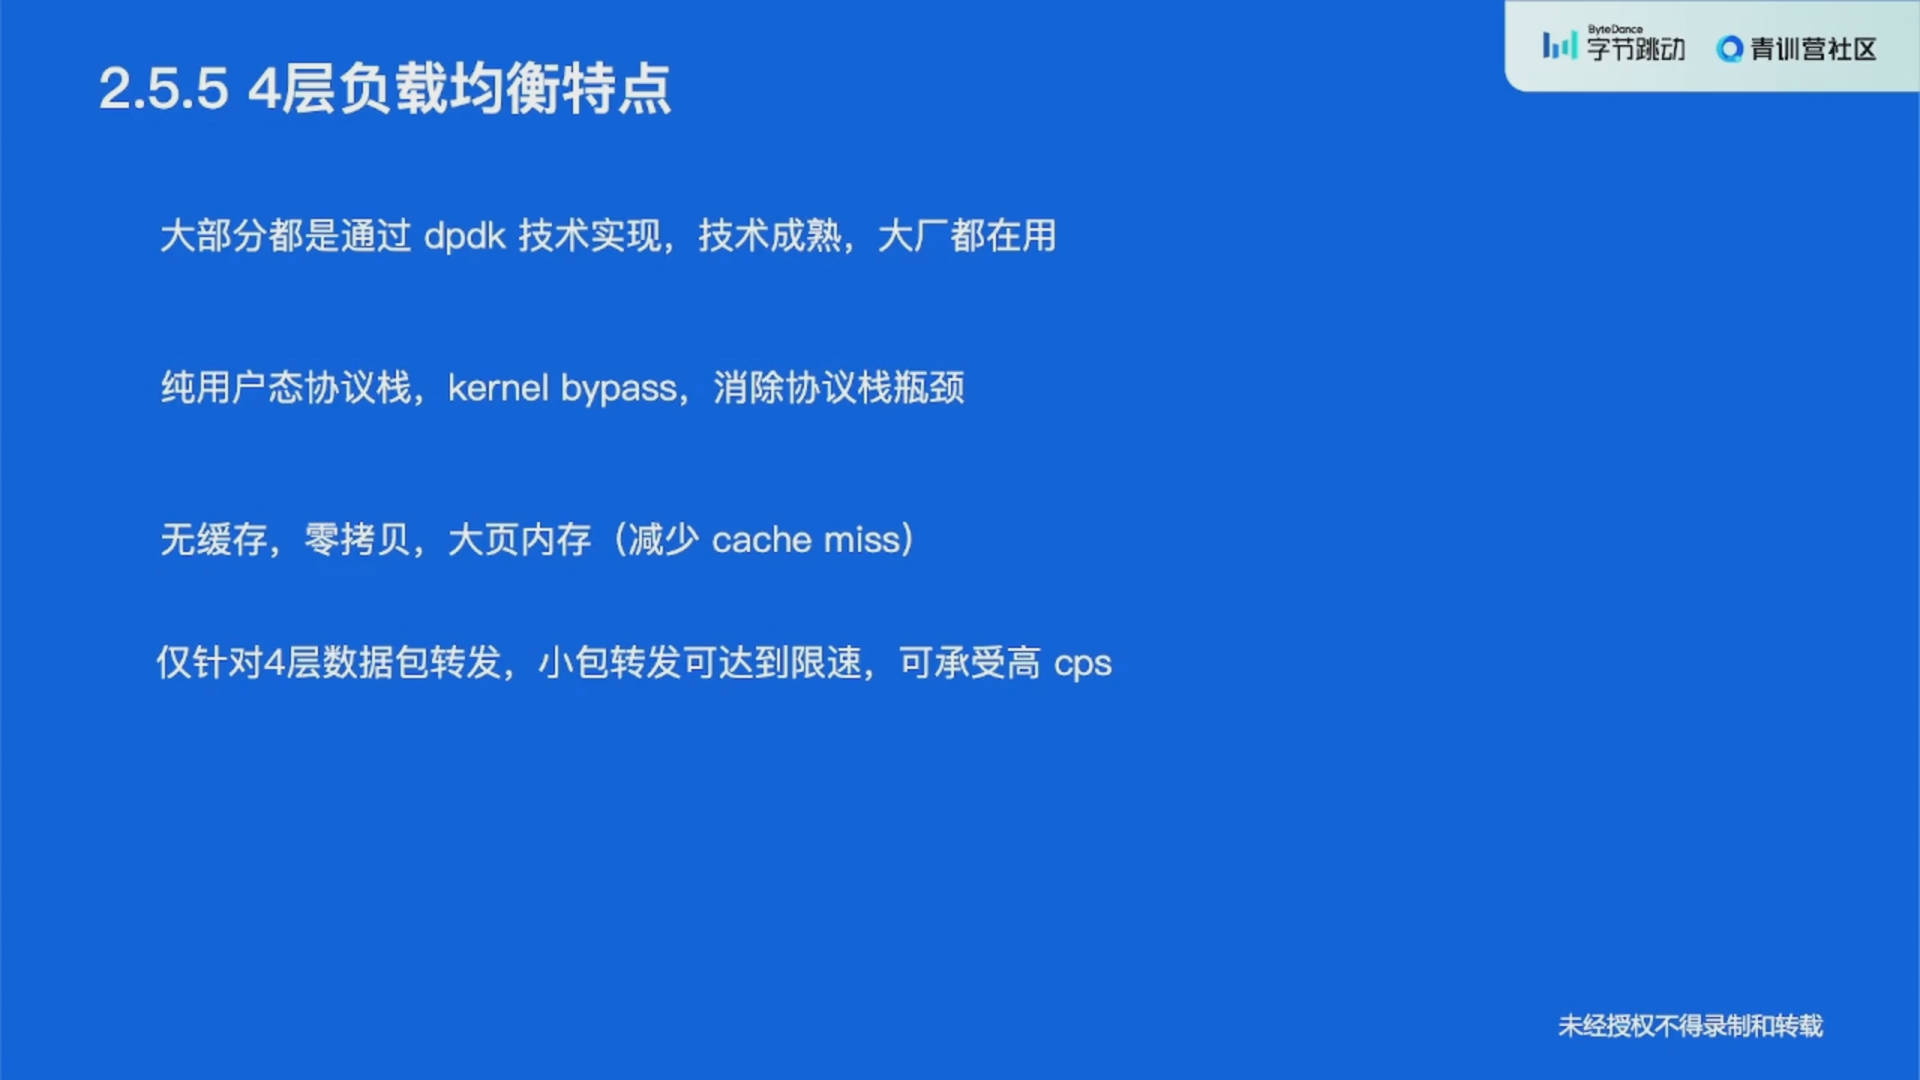 ByteDance
字节跳动 青训营社区
2.5.5 4层负载均衡特点
大部分都是通过 dpdk 技术实现，技术成熟，大厂都在用
纯用户态协议栈，kernel bypass，消除协议栈瓶颈
无缓存，零拷贝，大页内存（减少 cache miss）
仅针对4层数据包转发，小包转发可达到限速，可承受高 cps
未经授权不得录制和转载